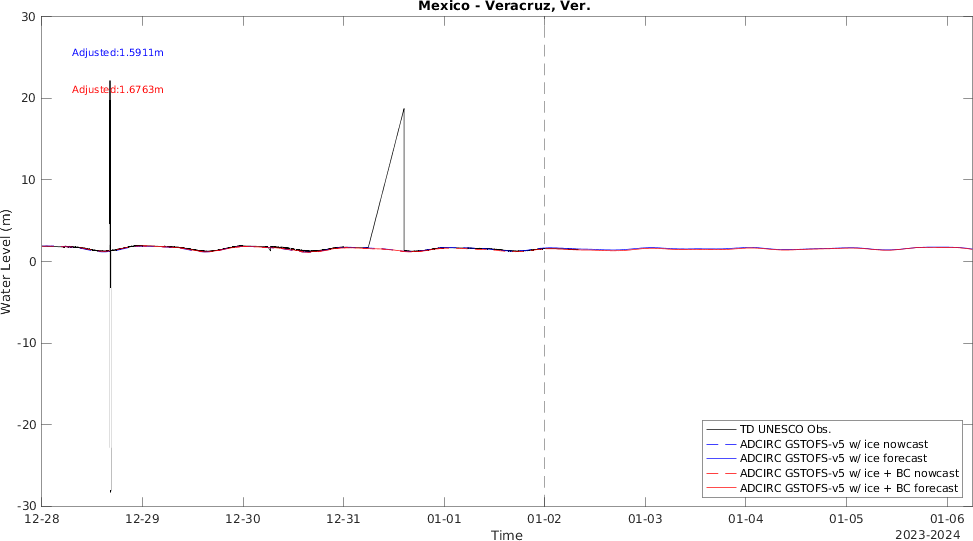 Mexico - Veracruz, Ver.
30
Adjusted:1.5911m
Adjusted:1.6763m
20
10
0
-10
-20
-30
Water Level (m)
TD UNESCO Obs.
ADCIRC GSTOFS-v5 w/ ice nowcast
ADCIRC GSTOFS-v5 w/ ice forecast
ADCIRC GSTOFS-v5 w/ ice + BC nowcast
ADCIRC GSTOFS-v5 w/ ice + BC forecast
12-28 12-29 12-30 12-31 01-01 01-02 01-03 01-04 01-05 01-06
Time
2023-2024